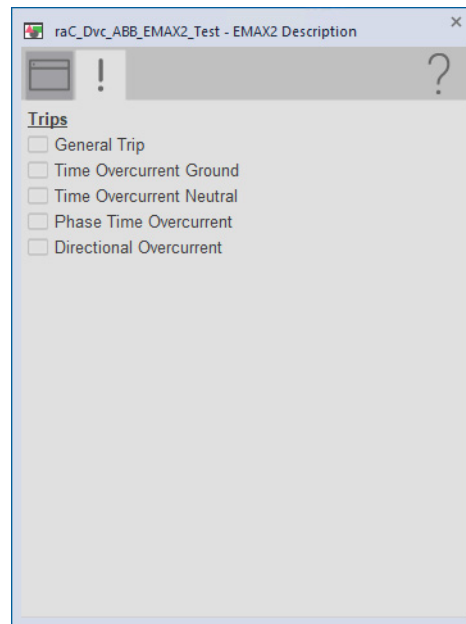 raC_Dvc_ABB_EMAX2_Test - EMAX2 Description
Trips
General Trip
Time Overcurrent Ground
Time Overcurrent Neutral
Phase Time Overcurrent
Directional Overcurrent